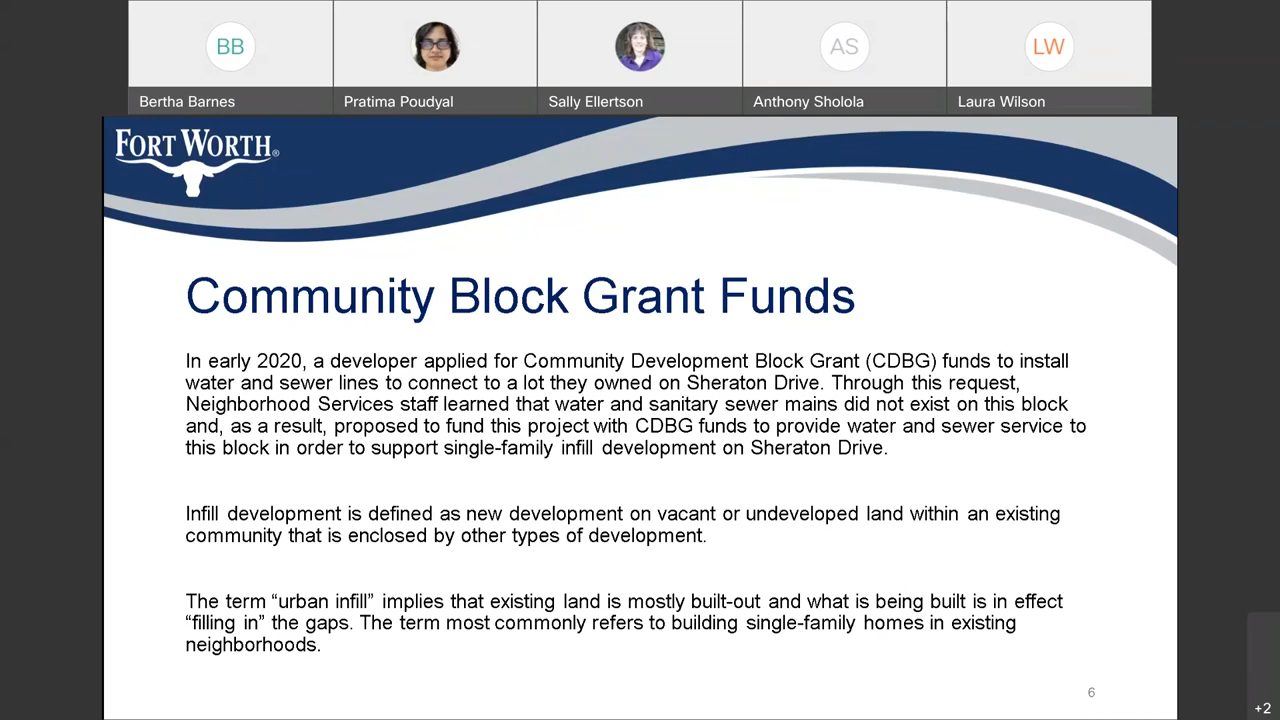 BB
AS
LW
Bertha Barnes
Pratima Poudyal
Sally Ellertson
Anthony Sholola
Laura Wilson
FORT WORTH®
Community Block Grant Funds
In early 2020, a developer applied for Community Development Block Grant (CDBG) funds to install
water and sewer lines to connect to a lot they owned on Sheraton Drive. Through this request,
Neighborhood Services staff learned that water and sanitary sewer mains did not exist on this block
and, as a result, proposed to fund this project with CDBG funds to provide water and sewer service to
this block in order to support single-family infill development on Sheraton Drive.
Infill development is defined as new development on vacant or undeveloped land within an existing
community that is enclosed by other types of development.
The term “urban infill” implies that existing land is mostly built-out and what is being built is in effect
“filling in” the gaps. The term most commonly refers to building single-family homes in existing
neighborhoods.
6
+2